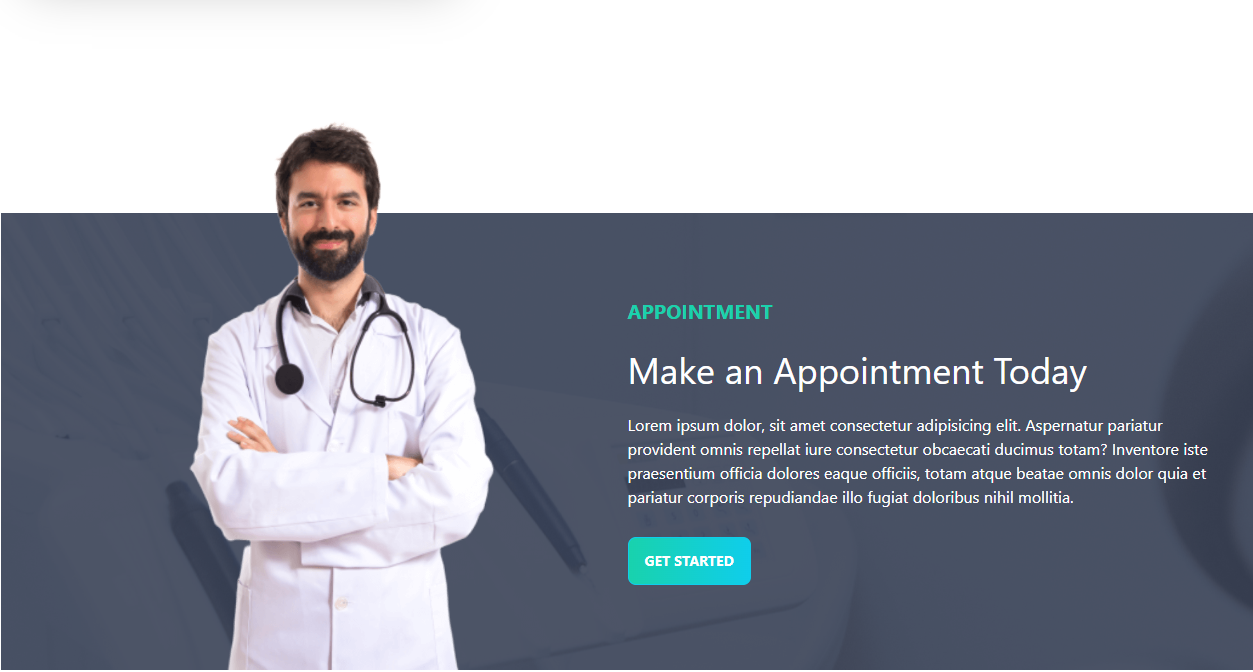 APPOINTMENT
Make an Appointment Today
Lorem ipsum dolor, sit amet consectetur adipisicing elit. Aspernatur pariatur
provident omnis repellat iure consectetur obcaecati ducimus totam? Inventore iste
praesentium officia dolores eaque officiis, totam atque beatae omnis dolor quia et
pariatur corporis repudiandae illo fugiat doloribus nihil mollitia.
GET STARTED